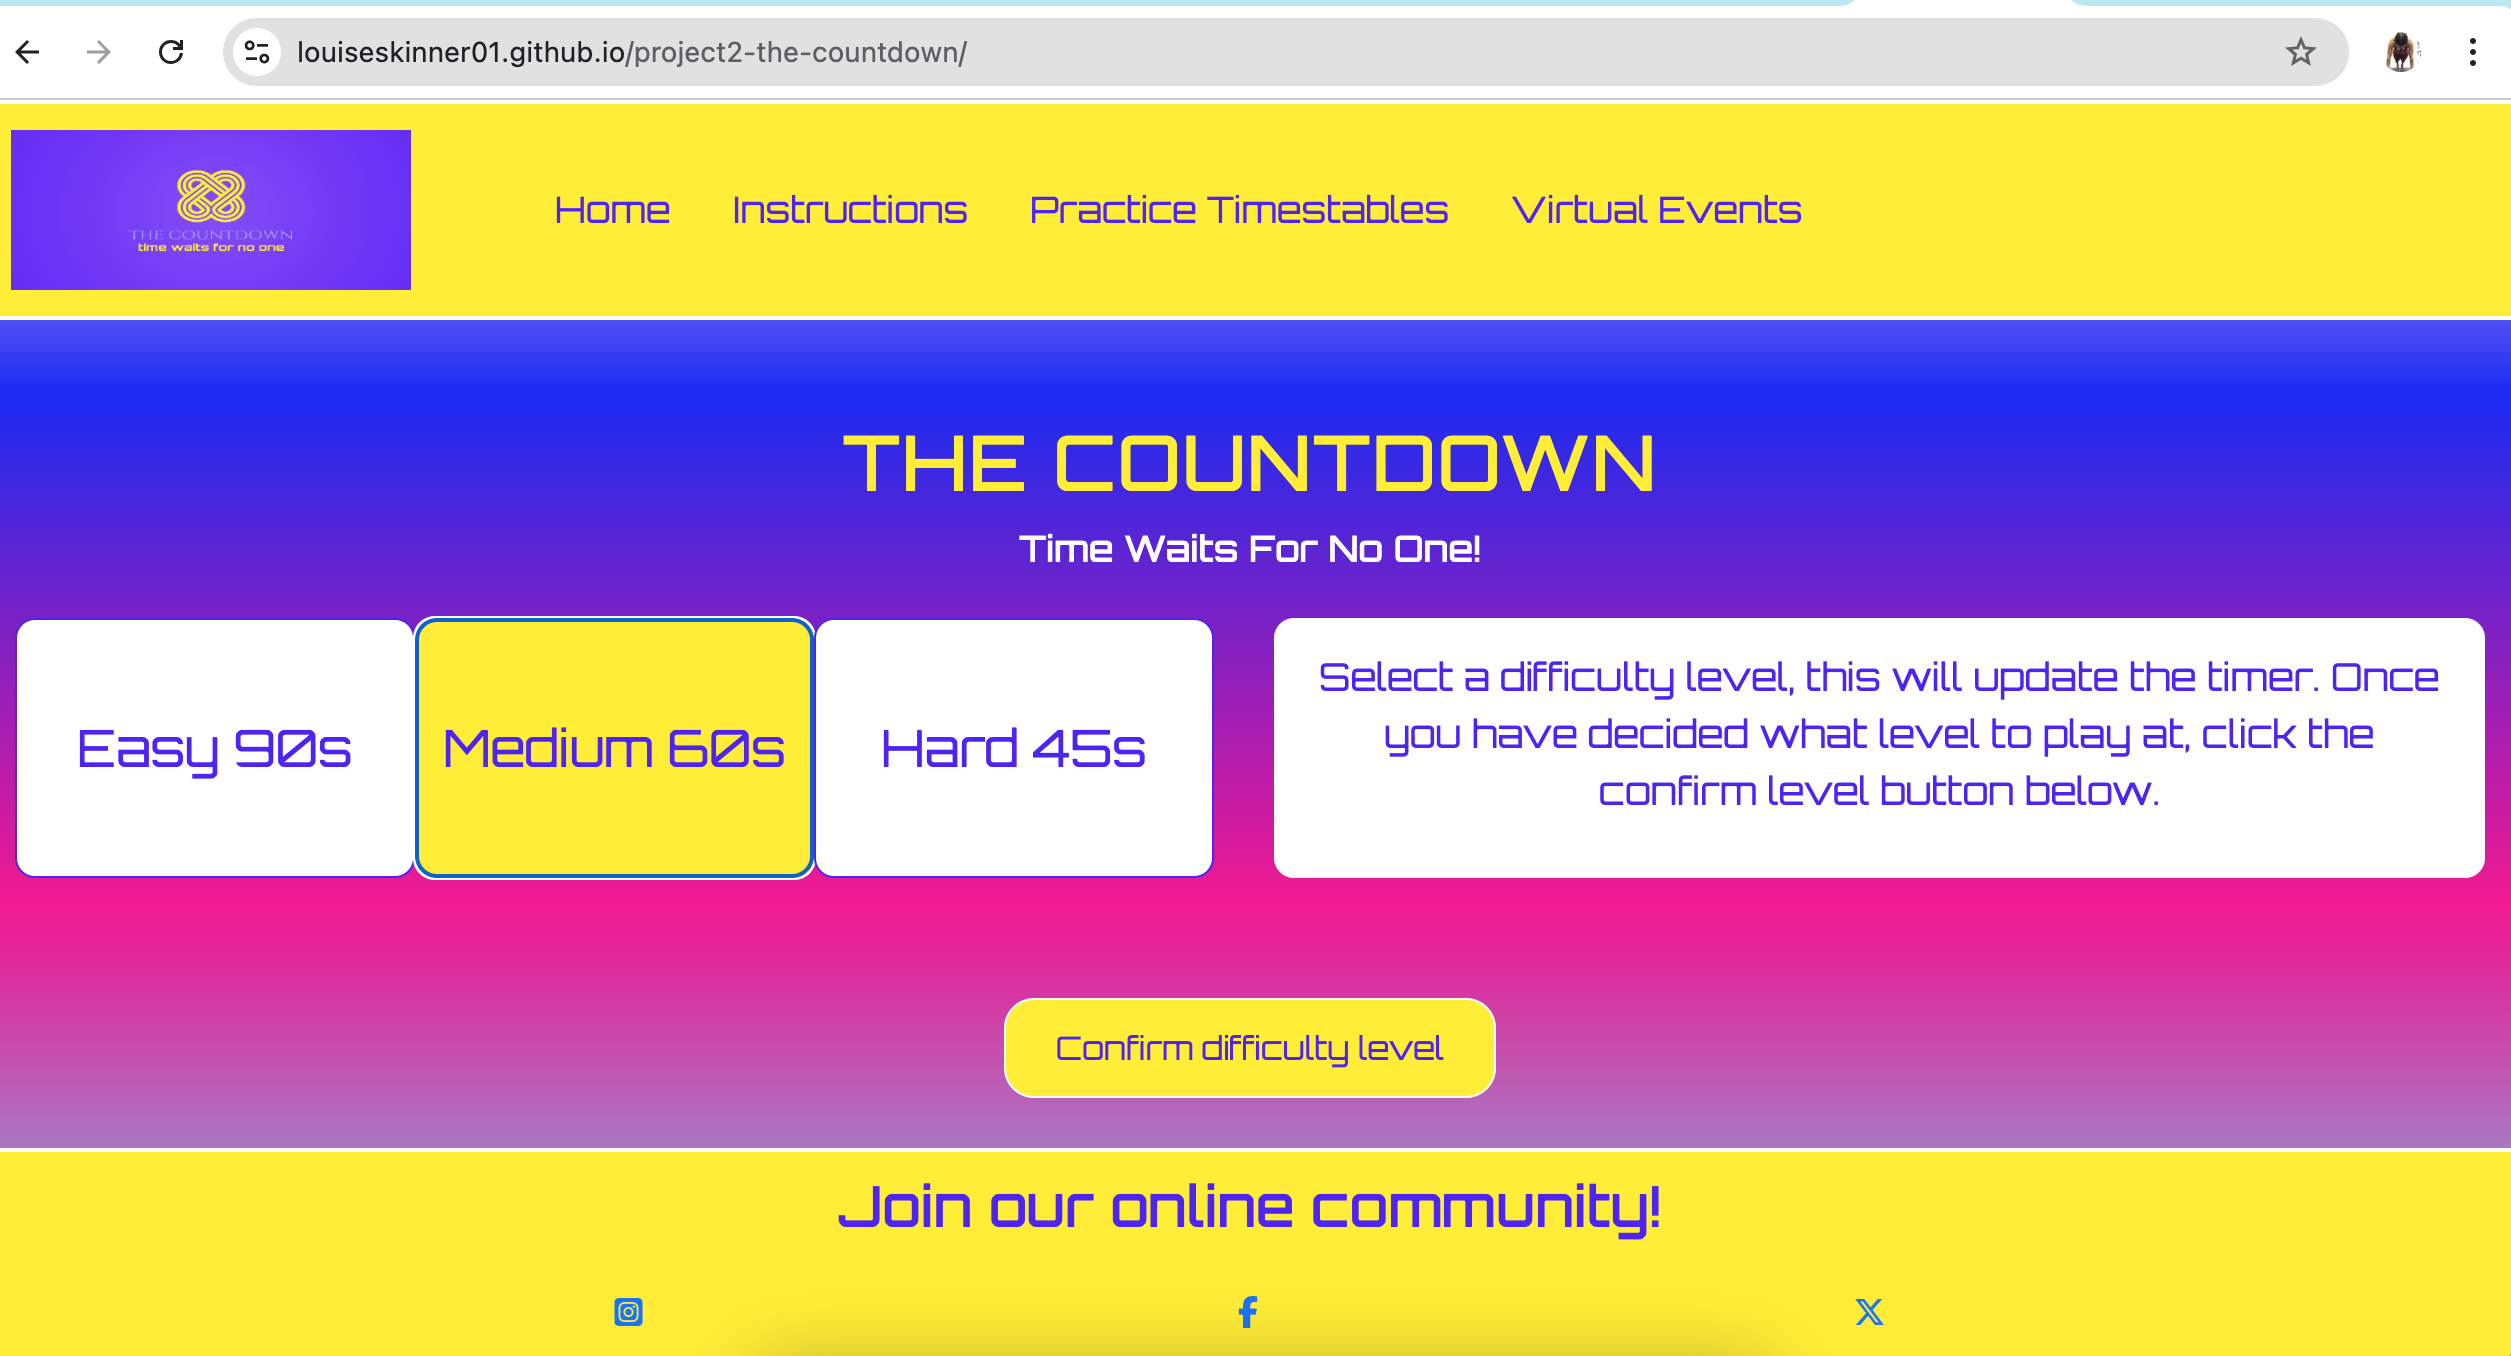 louiseskinner01.github.io/project2-the-countdown/
THE COUNTDOWN
time waits for no one
Home Instructions Practice Timestables Virtual Events
THE COUNTDOWN
Time Waits For No One!
Easy 90s
Medium 60s
Hard 45s
Select a difficulty level, this will update the timer. Once
you have decided what level to play at, click the
confirm level button below.
Confirm difficulty level
Join our online community!